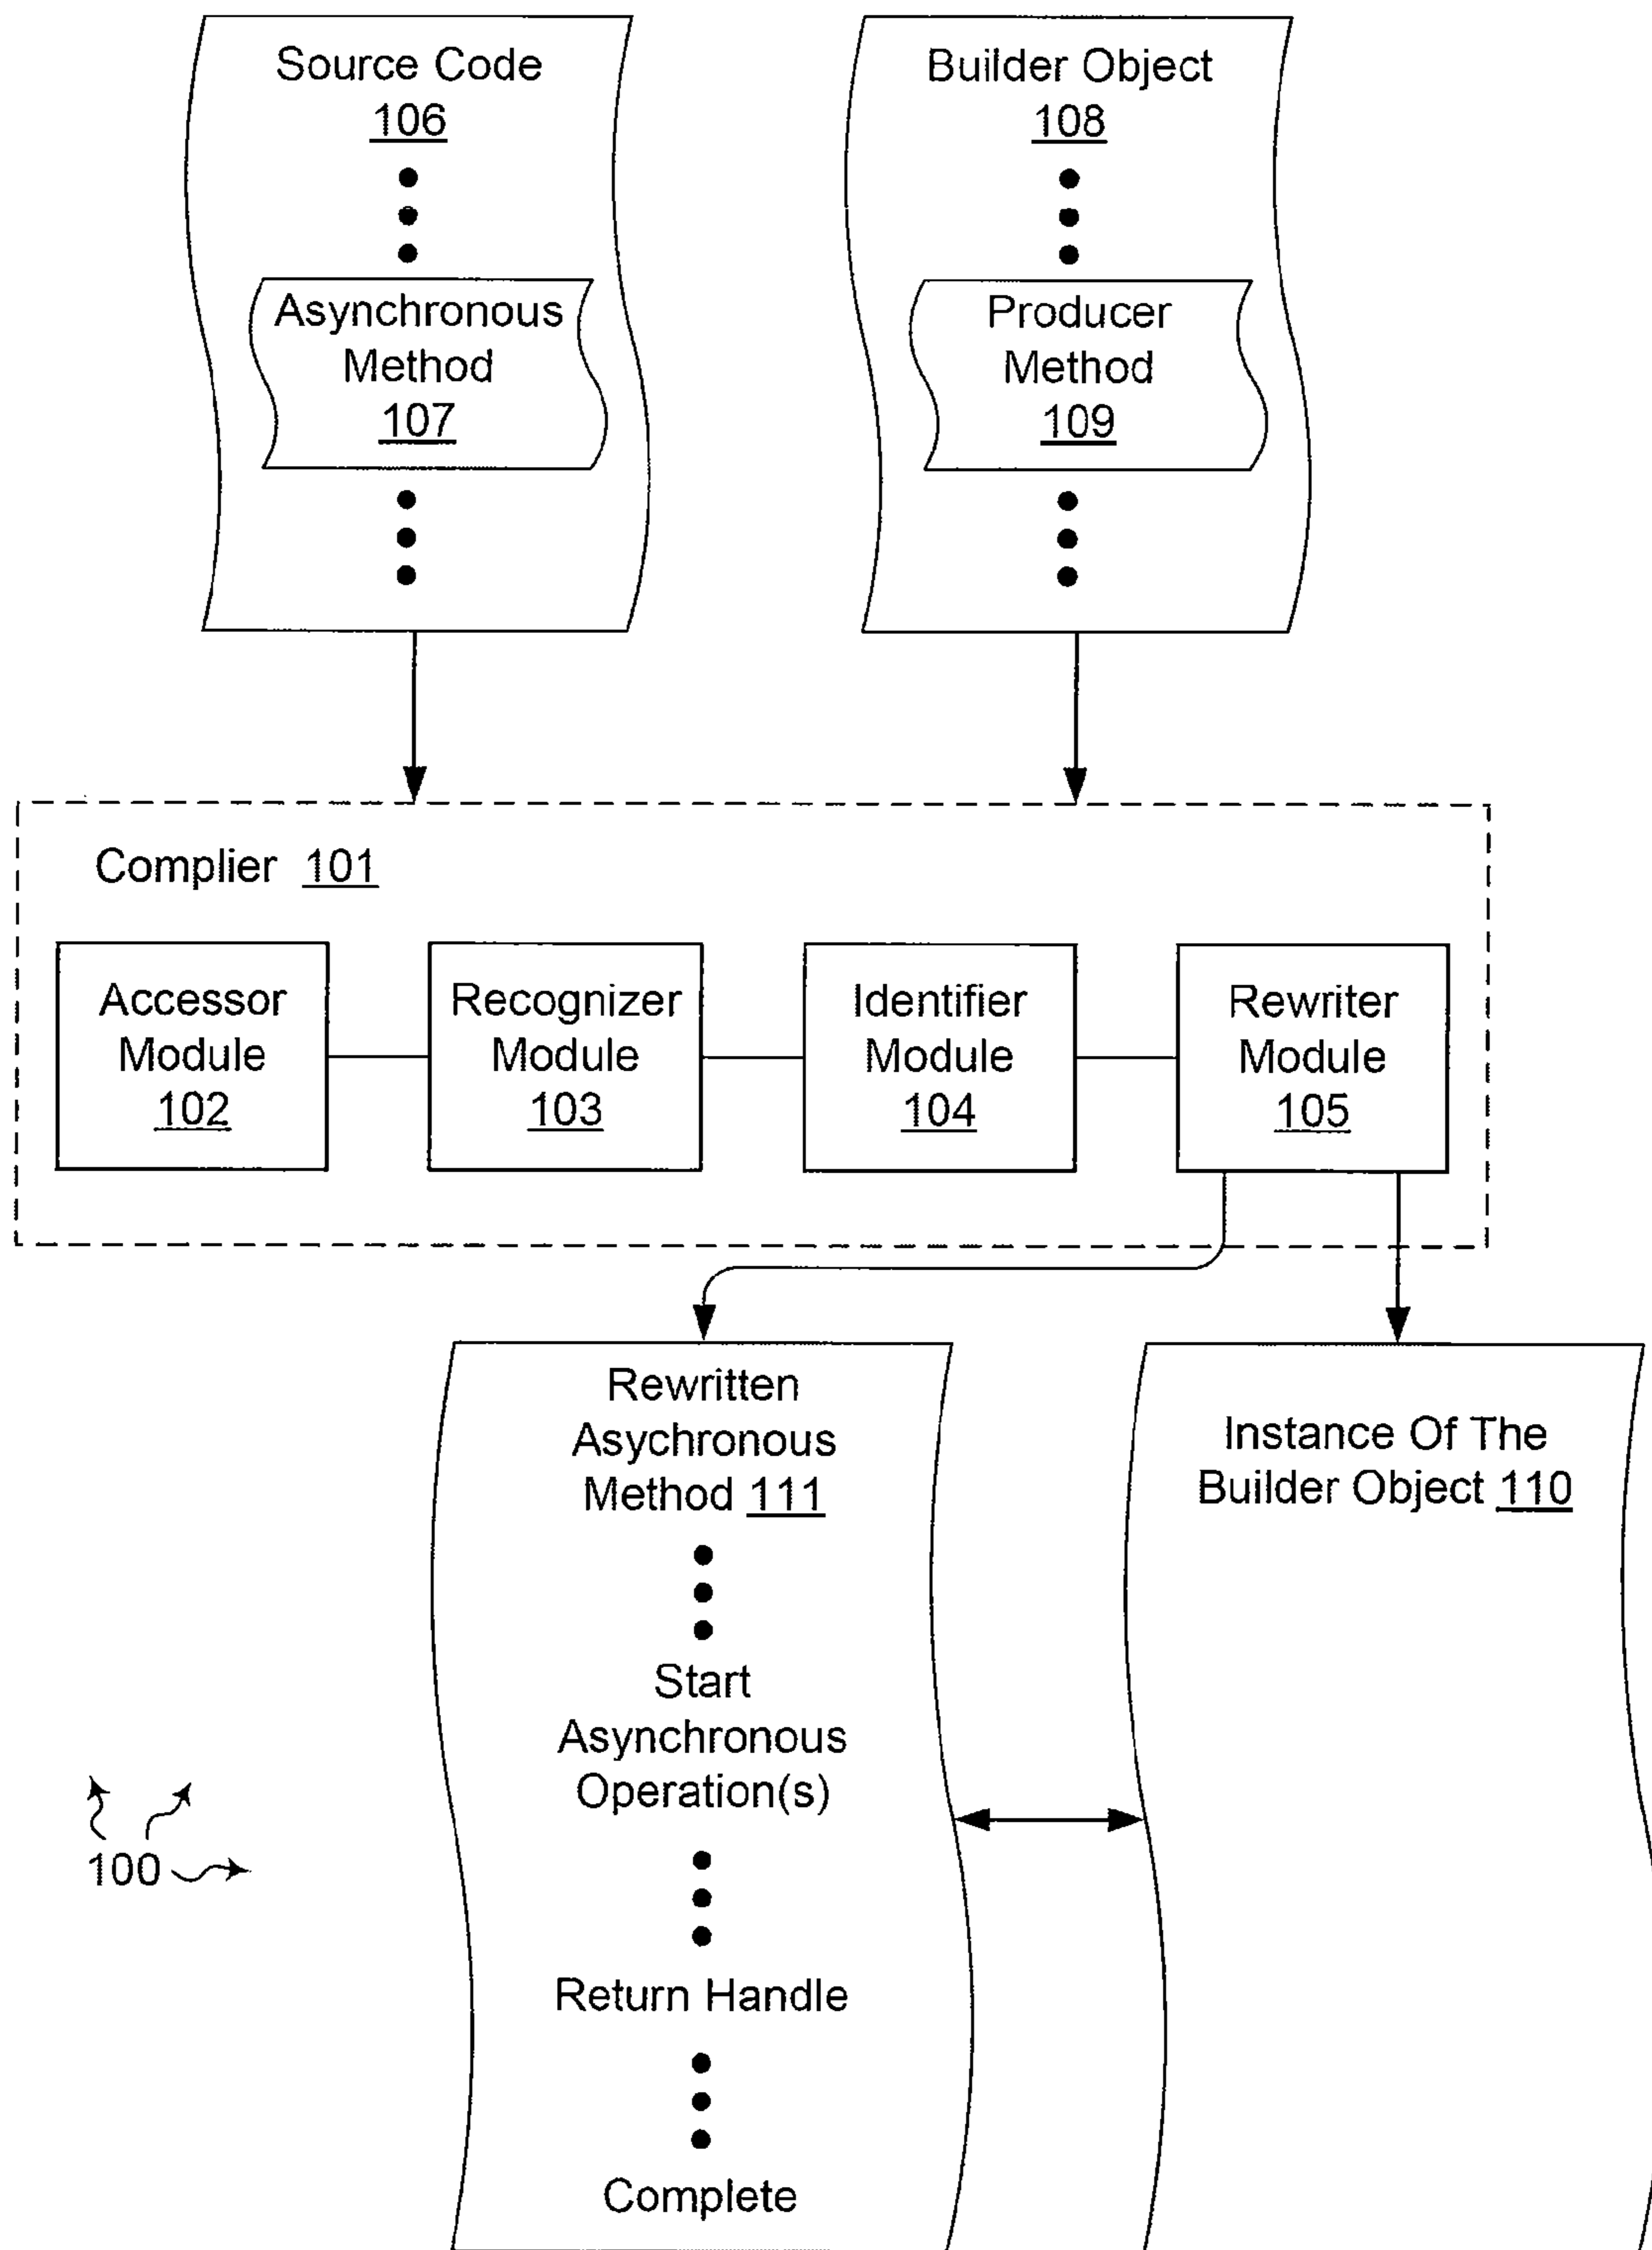 Source Code
106
Asynchronous
Method
107
Builder Object
108
Producer
Method
109
Complier 101
Accessor
Module
102
Recognizer
Module
103
Identifier
Module
104
Rewriter
Module
105
Rewritten
Asychronous
Method 111
Start
Asynchronous
Operation(s)
Return Handle
Complete
Instance Of The
Builder Object 110
100